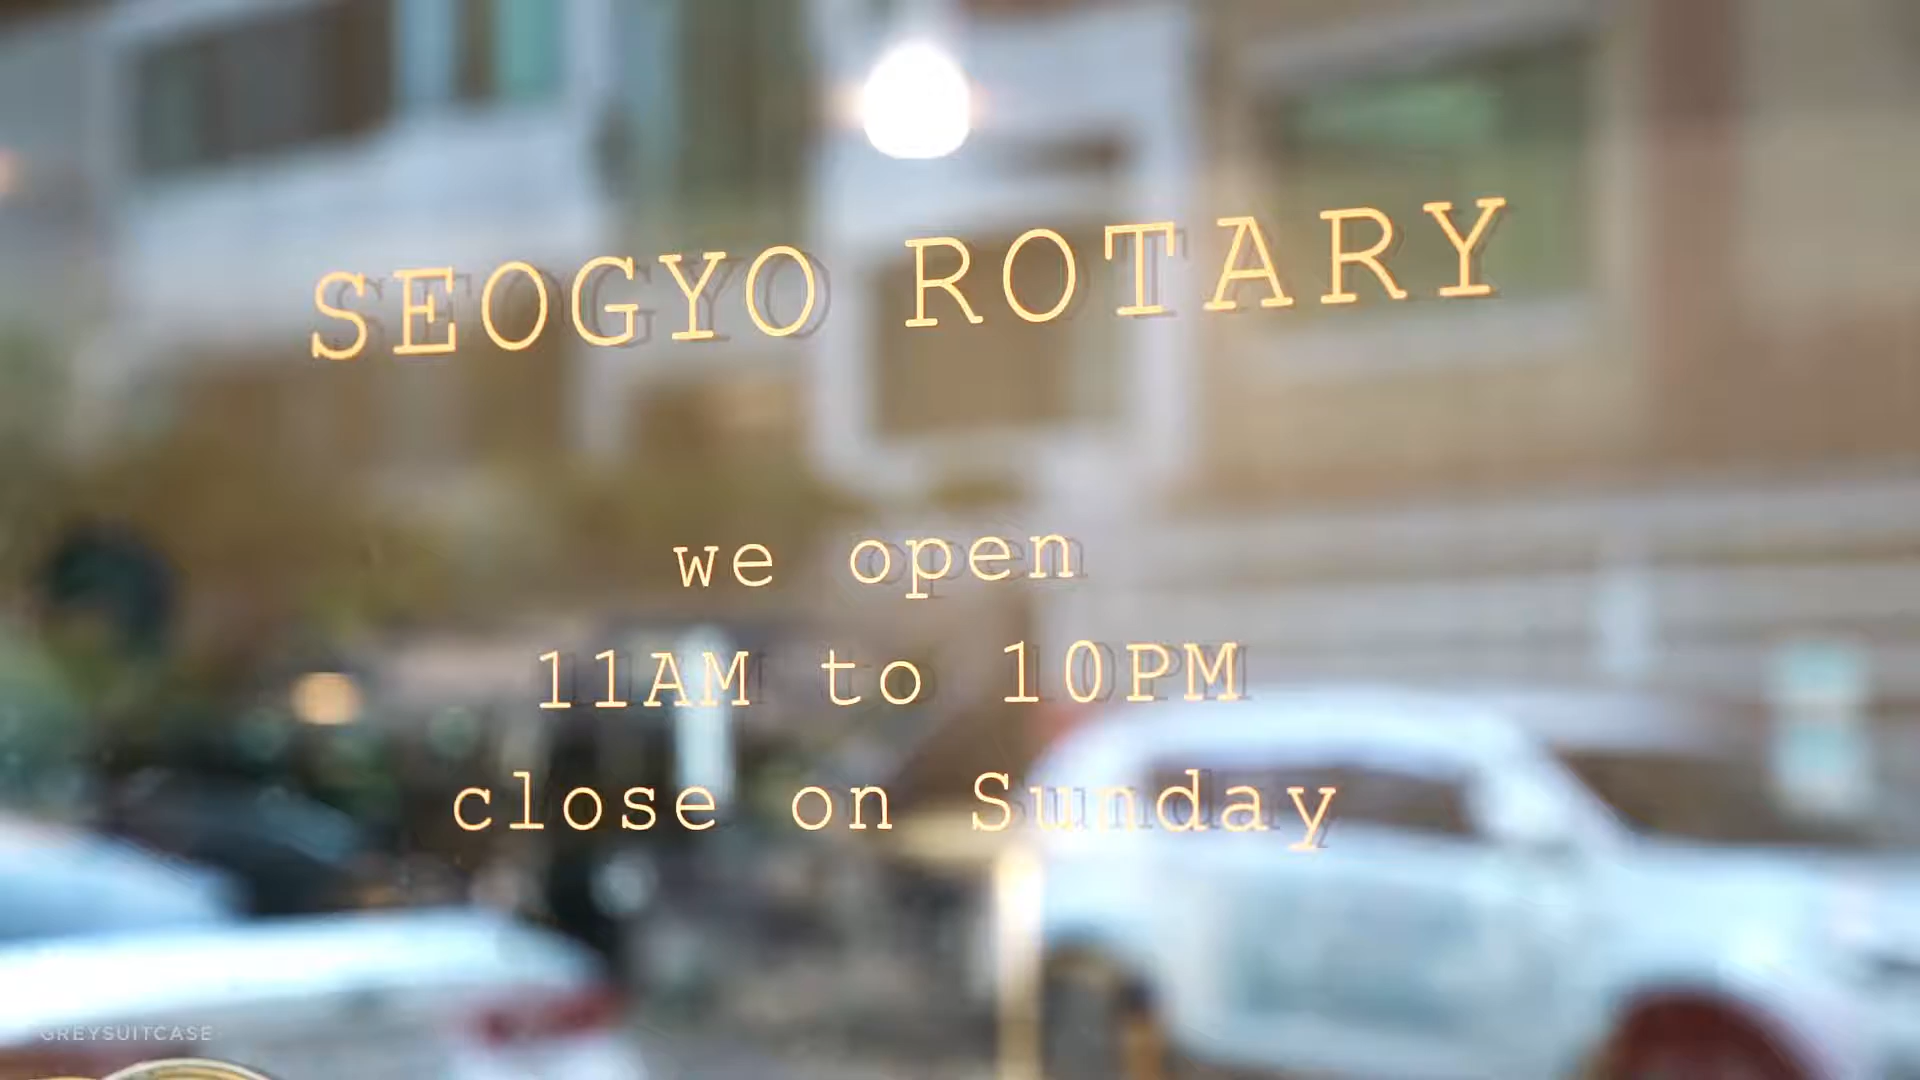 SEOGYO ROTARY
we open
11AM to 10PM
close on Sunday
GREYSUITCASE